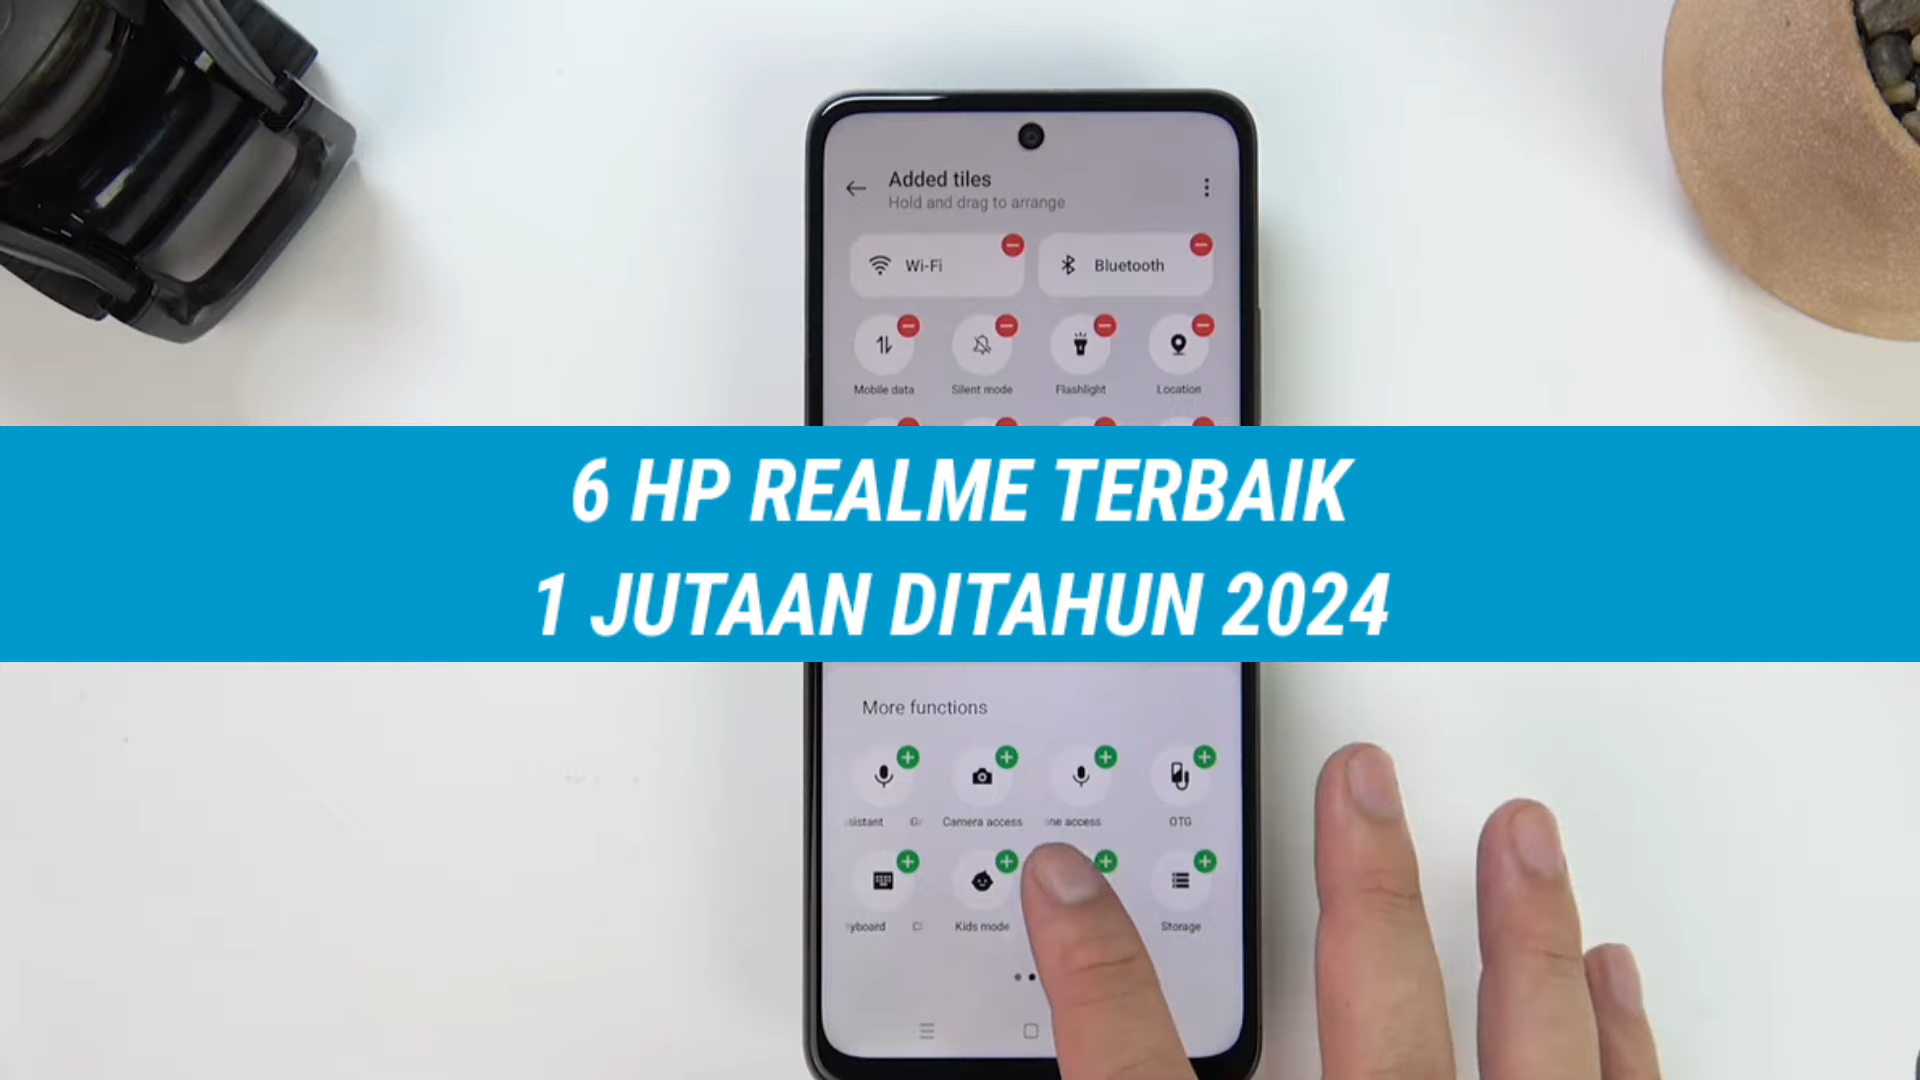 Added tiles
Hold and drag to arrange
Wi-Fi
Bluetooth
Mobile data
Silent mode
Flashlight
Location
6 HP REALME TERBAIK
1 JUTAAN DITAHUN 2024
More functions
Camera access
access
OTG
Kids mode
Storage